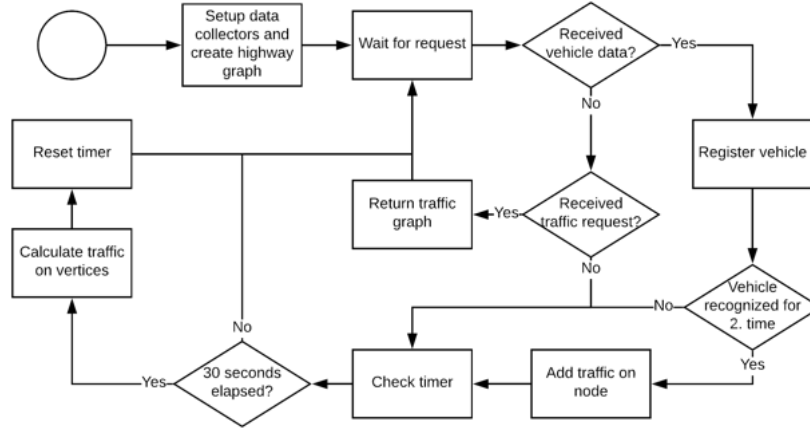 Setup data
collectors and
create highway
graph
Wait for request
Received
vehicle data?
Yes
No
Reset timer
Register vehicle
Return traffic
graph
Yes
Received
traffic request?
Calculate traffic
on vertices
No
Vehicle
recognized for
2. time
No
No
Yes
30 seconds
elapsed?
Yes
Check timer
Add traffic on
node